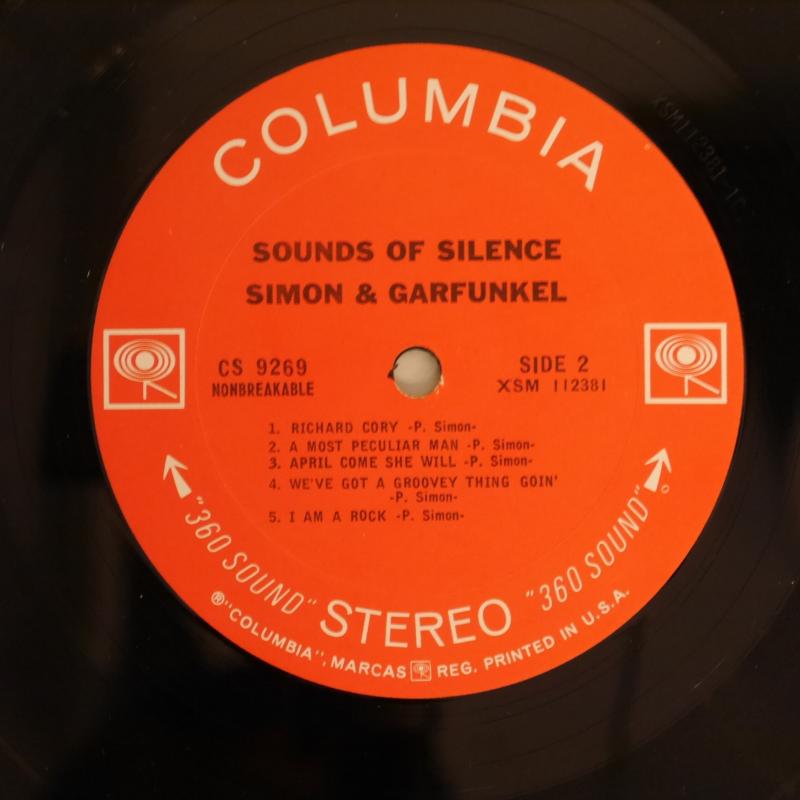 COLUMBIA
SOUNDS OF SILENCE
SIMON & GARFUNKEL
CS 9269
NONBREAKABLE
SIDE 2
XSM 112381
1. RICHARD CORY -P. Simon-
2. A MOST PECULIAR MAN -P. Simon-
3. APRIL COME SHE WILL -P. Simon-
4. WE'VE GOT A GROOVEY THING GOIN'
-P. Simon-
5. I AM A ROCK -P. Simon-
"360 SOUND" STEREO "360 SOUND"
®"COLUMBIA", MARCAS REG. PRINTED IN U.S.A.